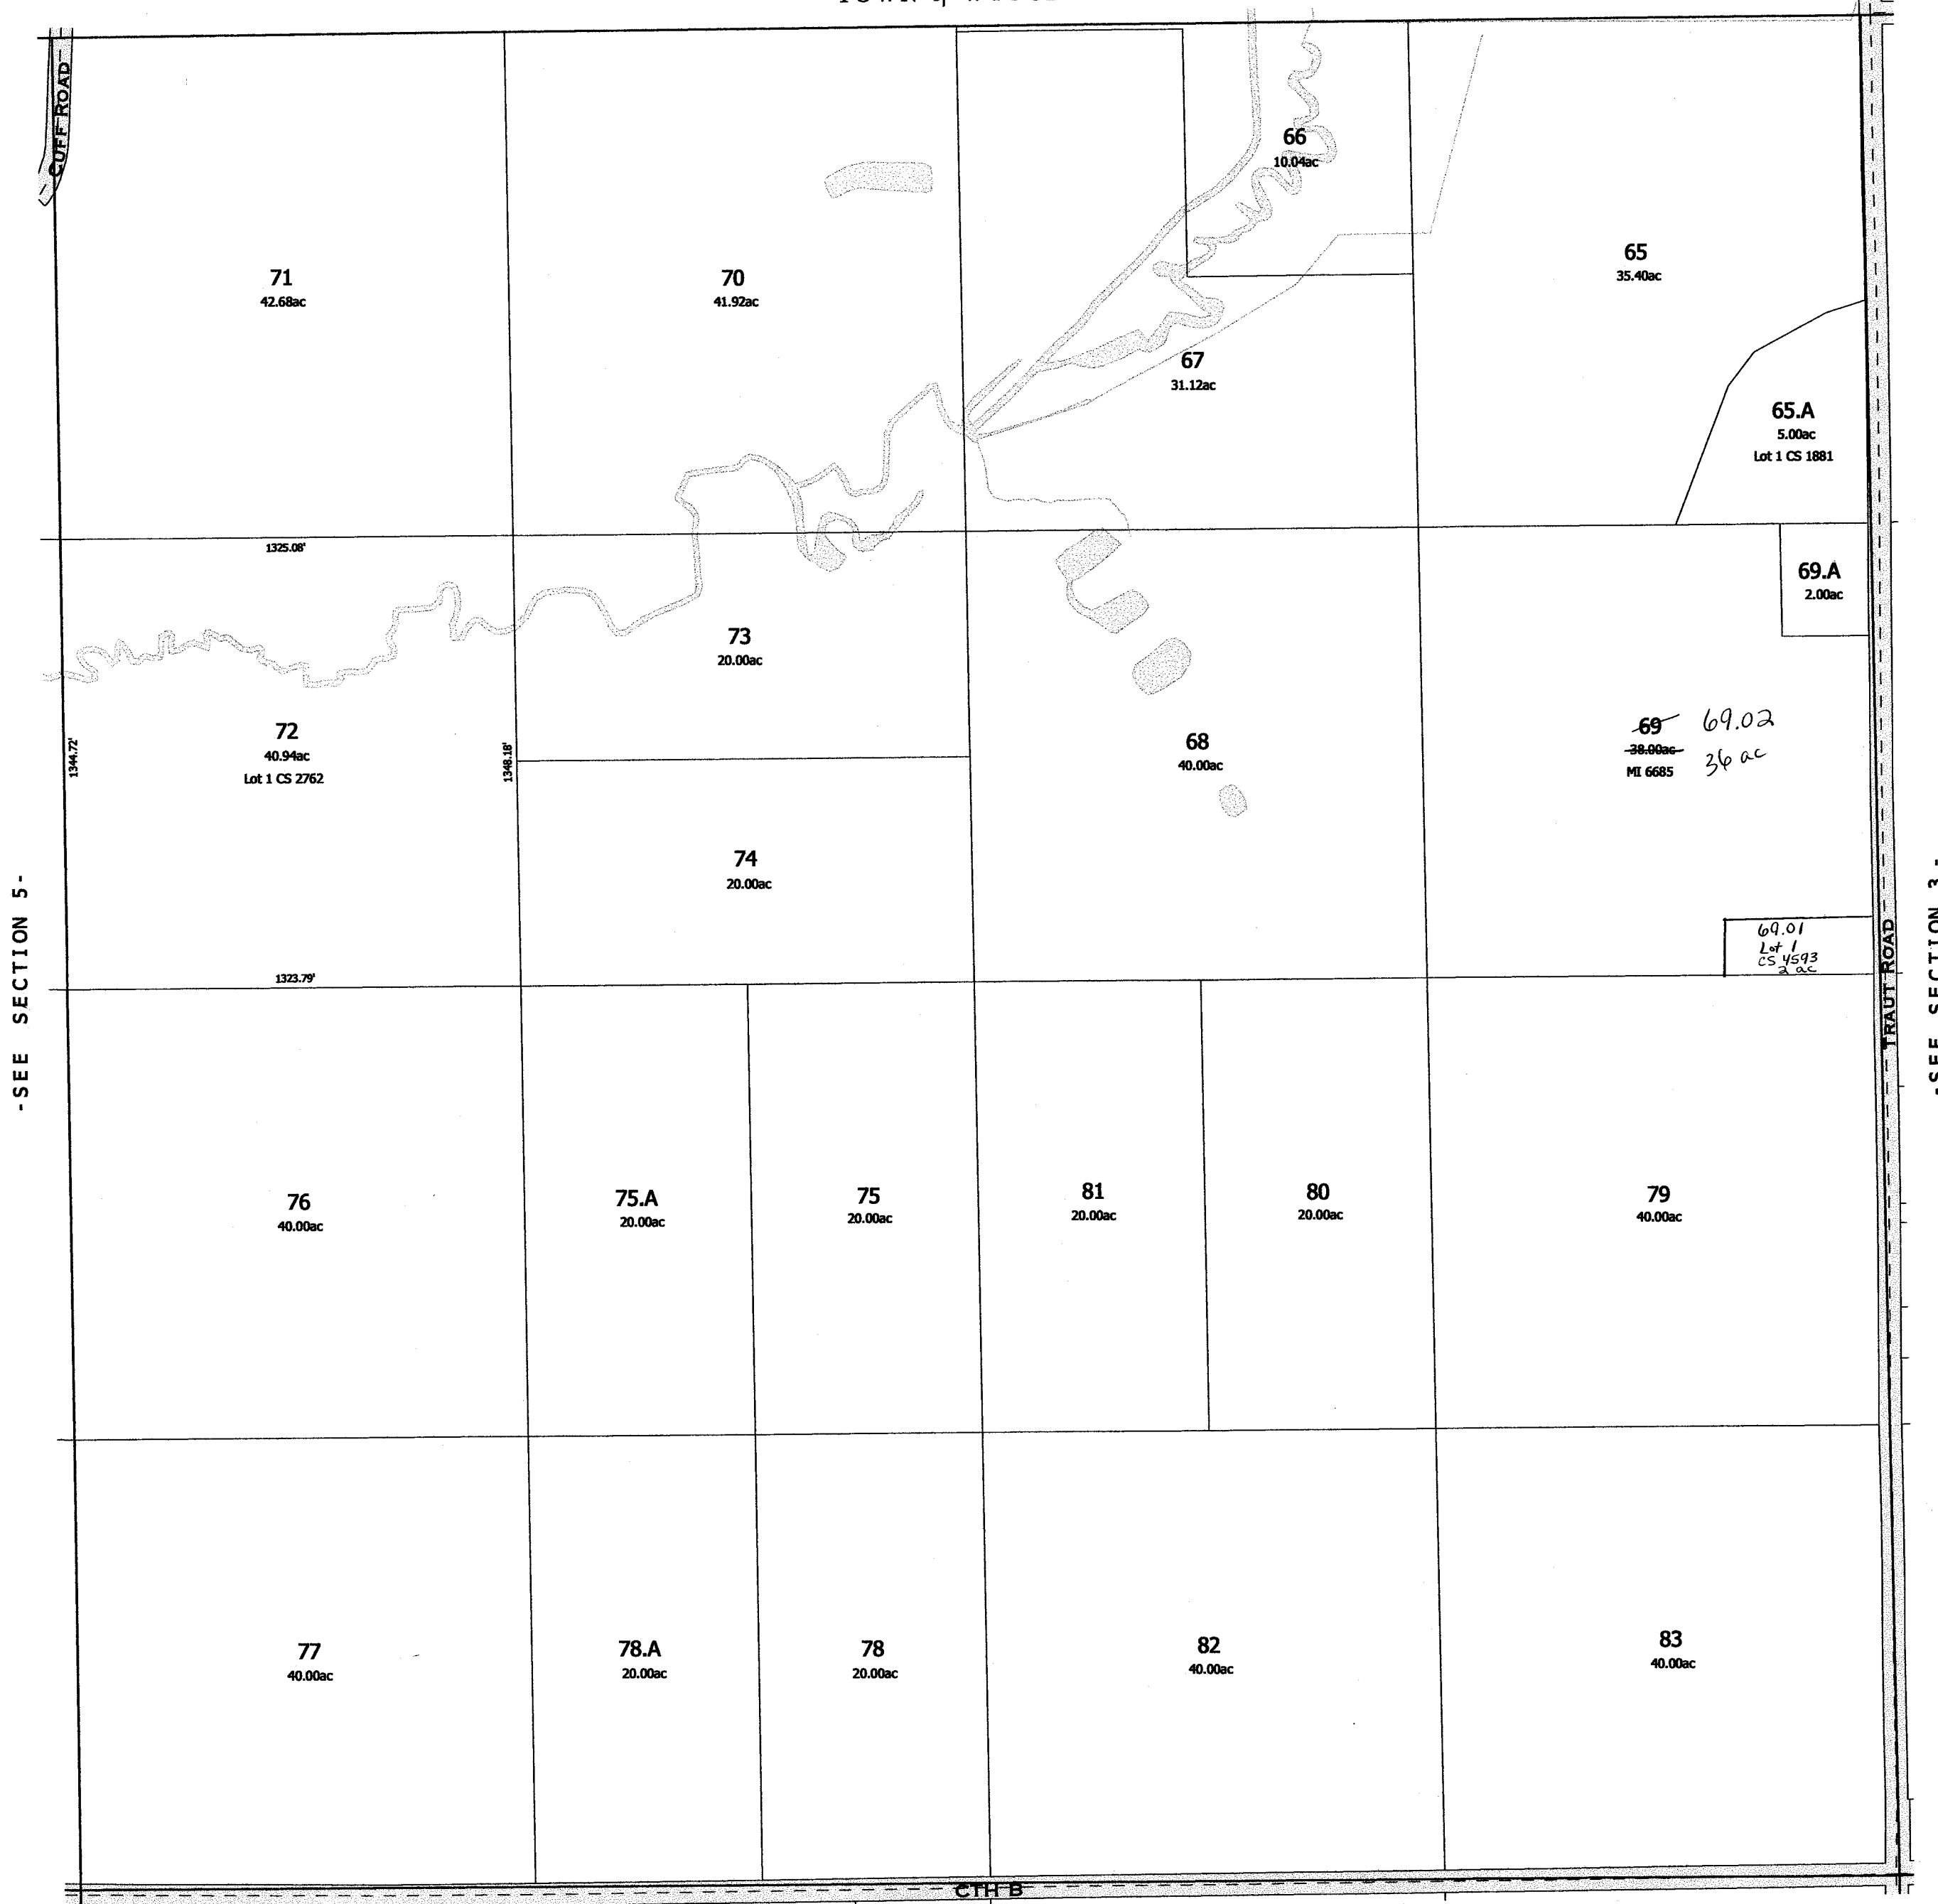 TOWN of
CUFF ROAD
66
10.04ac
71
42.68ac
70
41.92ac
65
35.40ac
67
31.12ac
65.A
5.00ac
Lot 1 CS 1881
1325.08'
69.A
2.00ac
73
20.00ac
72
40.94ac
Lot 1 CS 2762
1344.72'
1348.18'
68
40.00ac
69 69.02
38.00ac 36 ac
MI 6685
74
20.00ac
-SEE SECTION 5-
-SEE SECTION 3-
69.01
Lot 1
CS 4593
2 ac
TRAUT ROAD
1323.79'
76
40.00ac
75.A
20.00ac
75
20.00ac
81
20.00ac
80
20.00ac
79
40.00ac
77
40.00ac
78.A
20.00ac
78
20.00ac
82
40.00ac
83
40.00ac
CTH B